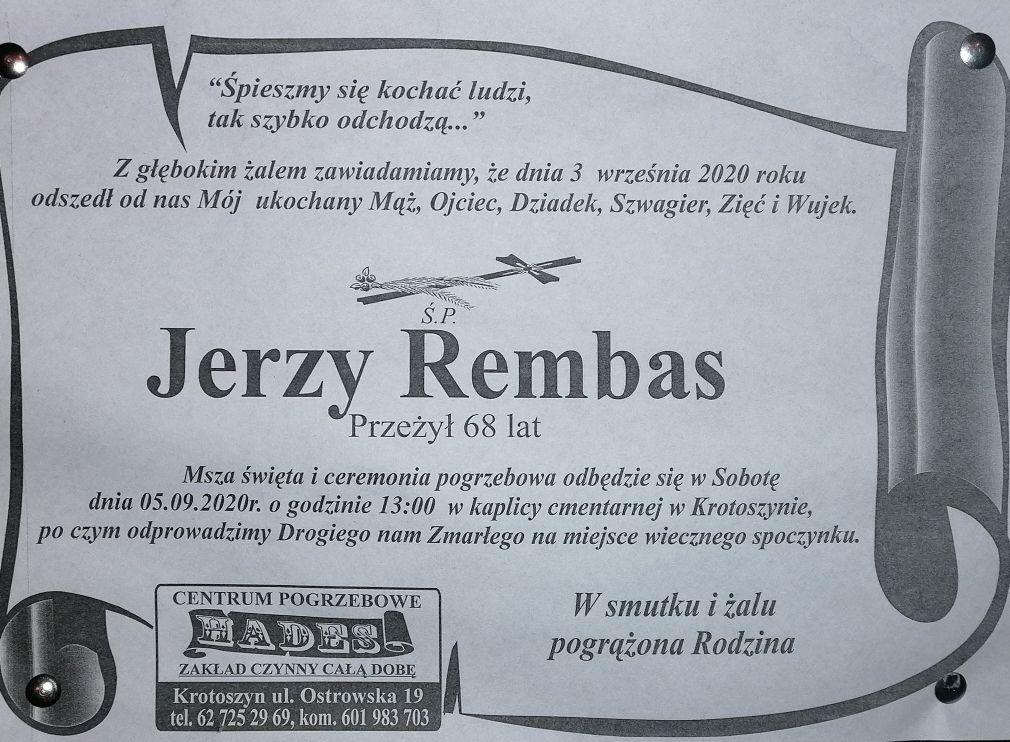 “Śpieszmy się kochać ludzi,
tak szybko odchodzą...”
Z głębokim żalem zawiadamiamy, że dnia 3 września 2020 roku
odszedł od nas Mój ukochany Mąż, Ojciec, Dziadek, Szwagier, Zięć i Wujek.
Ś.P.
Jerzy Rembas
Przeżył 68 lat
Msza święta i ceremonia pogrzebowa odbędzie się w Sobotę
dnia 05.09.2020r. o godzinie 13:00 w kaplicy cmentarnej w Krotoszynie,
po czym odprowadzimy Drogiego nam Zmarłego na miejsce wiecznego spoczynku.
CENTRUM POGRZEBOWE
HADES
ZAKŁAD CZYNNY CAŁĄ DOBĘ
Krotoszyn ul. Ostrowska 19
tel. 62 725 29 69, kom. 601 983 703
W smutku i żalu
pogrążona Rodzina